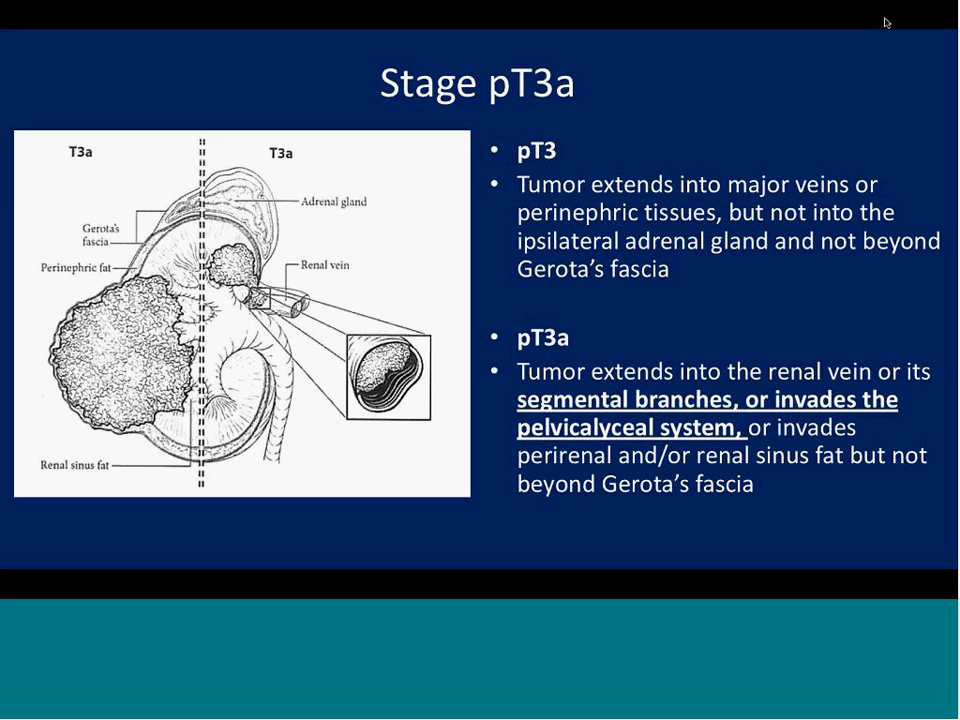 Stage pT3a
T3a
T3a
Adrenal gland
Gerota's
fascia
Perinephric fat
Renal vein
Renal sinus fat
• pT3
• Tumor extends into major veins or
perinephric tissues, but not into the
ipsilateral adrenal gland and not beyond
Gerota’s fascia
• pT3a
• Tumor extends into the renal vein or its
segmental branches, or invades the
pelvicalyceal system, or invades
perirenal and/or renal sinus fat but not
beyond Gerota’s fascia